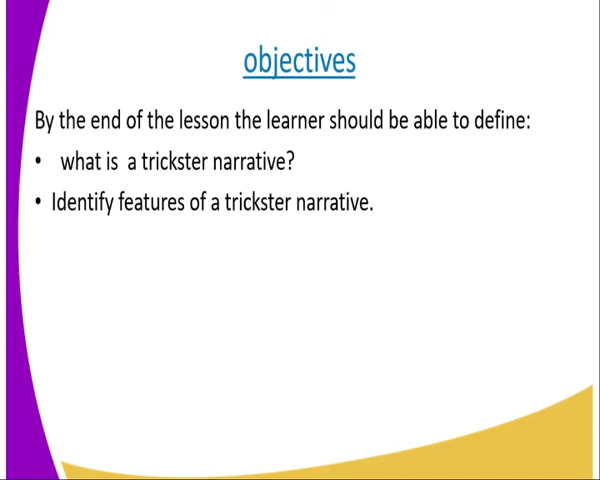 objectives
By the end of the lesson the learner should be able to define:
• what is a trickster narrative?
• Identify features of a trickster narrative.